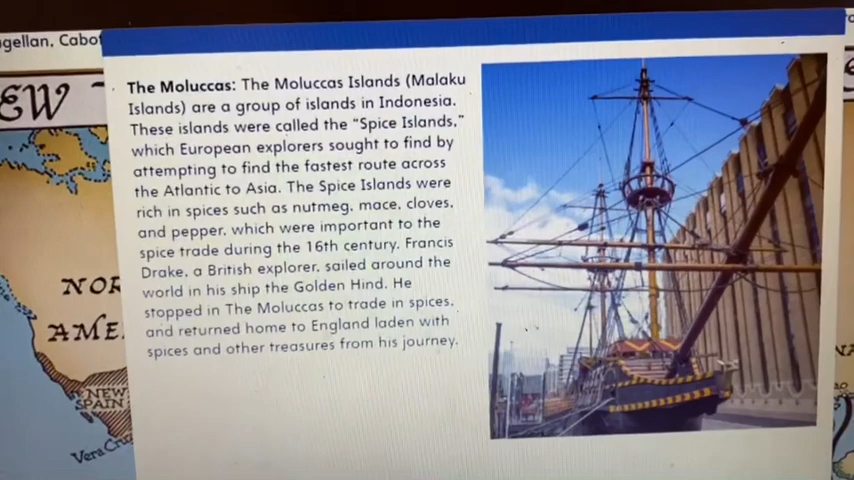 gellan, Cabo
EW
The Moluccas: The Moluccas Islands (Malaku
Islands) are a group of islands in Indonesia.
These islands were called the “Spice Islands,”
which European explorers sought to find by
attempting to find the fastest route across
the Atlantic to Asia. The Spice Islands were
rich in spices such as nutmeg, mace, cloves,
and pepper, which were important to the
spice trade during the 16th century. Francis
Drake, a British explorer, sailed around the
world in his ship the Golden Hind. He
stopped in The Moluccas to trade in spices,
and returned home to England laden with
spices and other treasures from his journey.
NOR
AME
NEW
SPAIN
Vera Cru